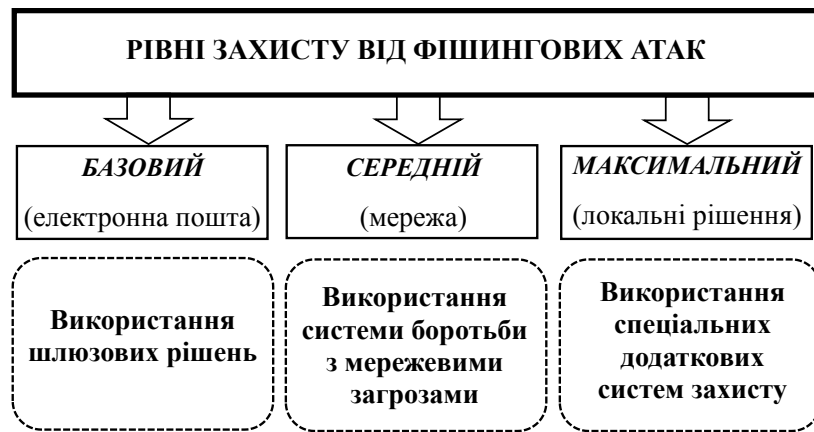 РІВНІ ЗАХИСТУ ВІД ФІШИНГОВИХ АТАК
БАЗОВИЙ
(електронна пошта)
СЕРЕДНІЙ
(мережа)
МАКСИМАЛЬНИЙ
(локальні рішення)
Використання
шлюзових рішень
Використання
системи боротьби
з мережевими
загрозами
Використання
спеціальних
додаткових
систем захисту